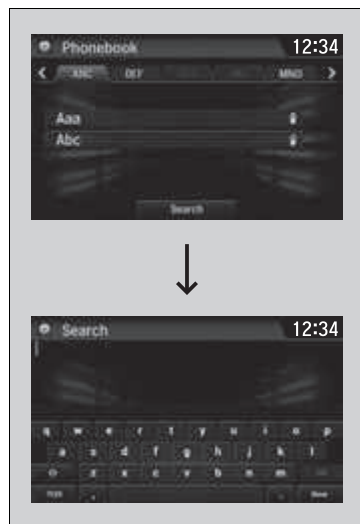 Phonebook 12:34
ABC DEF MNO
Aaa
Abc
Search
Search 12:34
q w e r t y u i o p
a s d f g h j k l
z x c v b n m